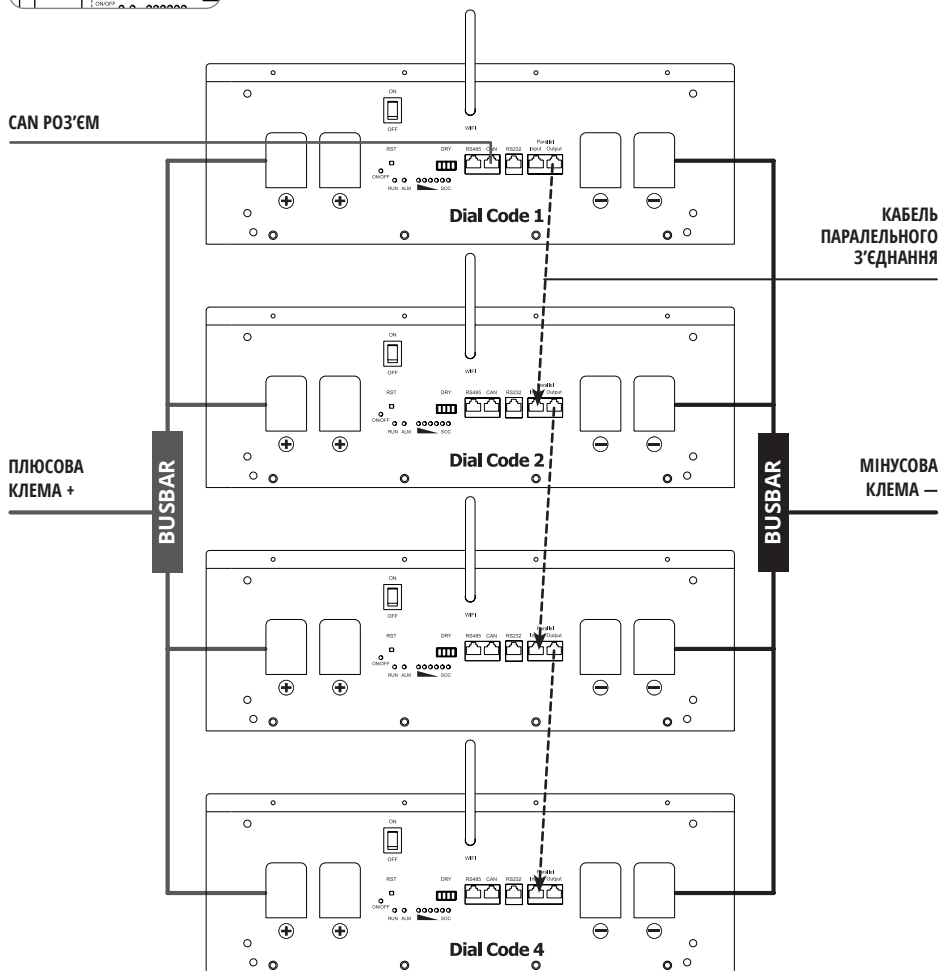 ON/OFF
ON
OFF
WIFI
CAN РОЗ'ЄМ
RST
DRY
RS485 CAN RS232
Parallel
Input Output
ON/OFF
RUN ALM SOC
Dial Code 1
КАБЕЛЬ
ПАРАЛЕЛЬНОГО
З'ЄДНАННЯ
ON
OFF
WIFI
RST
DRY
RS485 CAN RS232
Parallel
Input Output
ON/OFF
RUN ALM SOC
Dial Code 2
ПЛЮСОВА
КЛЕМА +
BUSBAR
BUSBAR
МІНУСОВА
КЛЕМА —
ON
OFF
WIFI
RST
DRY
RS485 CAN RS232
Parallel
Input Output
ON/OFF
RUN ALM SOC
ON
OFF
WIFI
RST
DRY
RS485 CAN RS232
Parallel
Input Output
ON/OFF
RUN ALM SOC
Dial Code 4